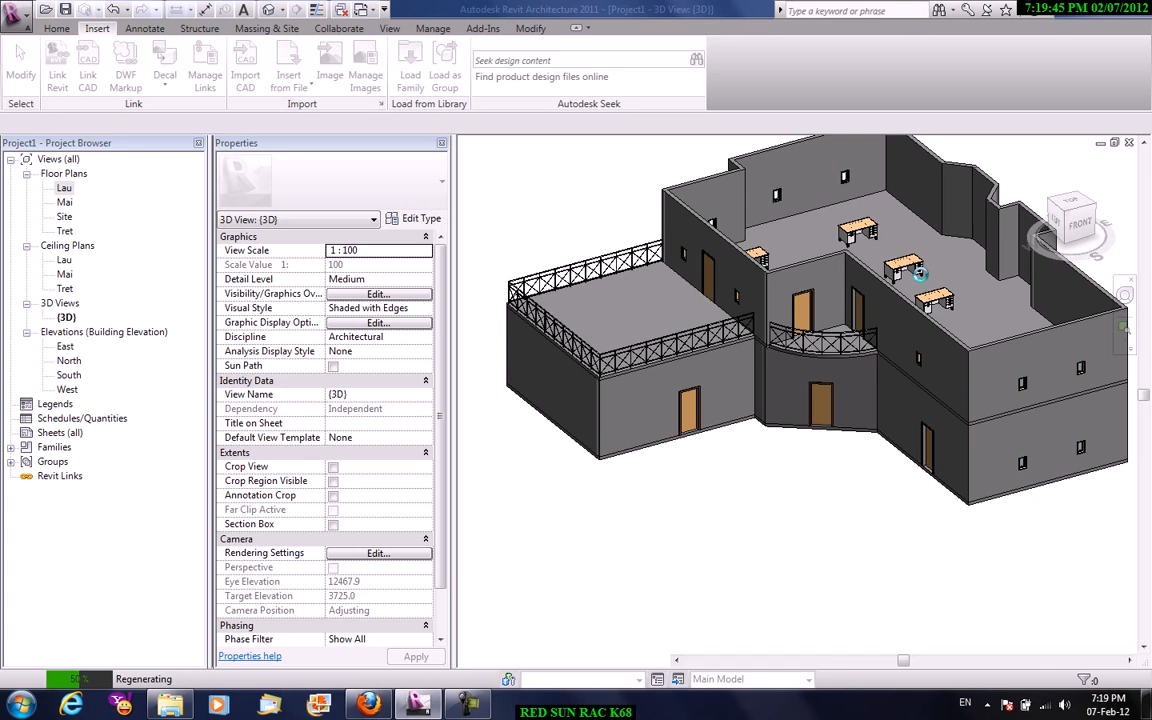 Autodesk Revit Architecture 2011 - [Project1 - 3D View: {3D}]
Type a keyword or phrase
7:19:45 PM 02/07/2012
Home Insert Annotate Structure Massing & Site Collaborate View Manage Add-Ins Modify
Modify
Link Revit
Link CAD
DWF Markup
Decal
Manage Links
Import CAD
Insert from File
Image
Manage Images
Load Family
Load as Group
Seek design content
Find product design files online
Select Link Import Load from Library Autodesk Seek
Project1 - Project Browser
Views (all)
Floor Plans
Lau
Mai
Site
Tret
Ceiling Plans
Lau
Mai
Tret
3D Views
{3D}
Elevations (Building Elevation)
East
North
South
West
Legends
Schedules/Quantities
Sheets (all)
Families
Groups
Revit Links
Properties
3D View: {3D} Edit Type
Graphics
View Scale 1 : 100
Scale Value 1: 100
Detail Level Medium
Visibility/Graphics Ov... Edit...
Visual Style Shaded with Edges
Graphic Display Opti... Edit...
Discipline Architectural
Analysis Display Style None
Sun Path
Identity Data
View Name {3D}
Dependency Independent
Title on Sheet
Default View Template None
Extents
Crop View
Crop Region Visible
Annotation Crop
Far Clip Active
Section Box
Camera
Rendering Settings Edit...
Perspective
Eye Elevation 12467.9
Target Elevation 3725.0
Camera Position Adjusting
Phasing
Phase Filter Show All
Properties help Apply
TOP
LEFT
FRONT
E
S
50 % Regenerating
:0
Main Model
:0
EN
7:19 PM
07-Feb-12
RED SUN RAC K68